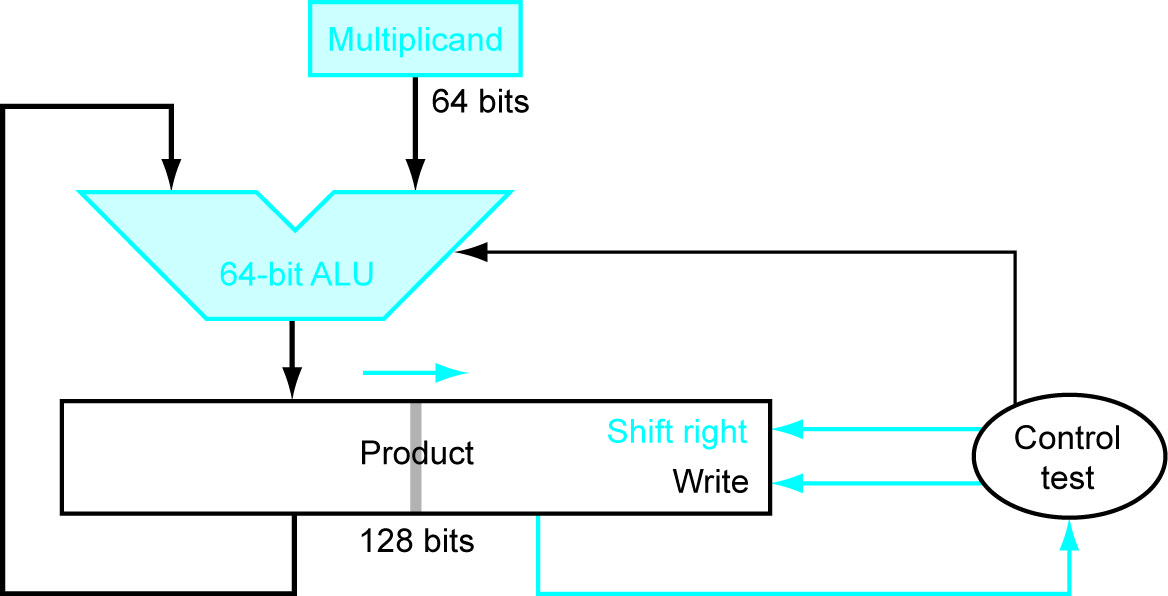 Multiplicand
64 bits
64-bit ALU
Product
Shift right
Write
128 bits
Control
test